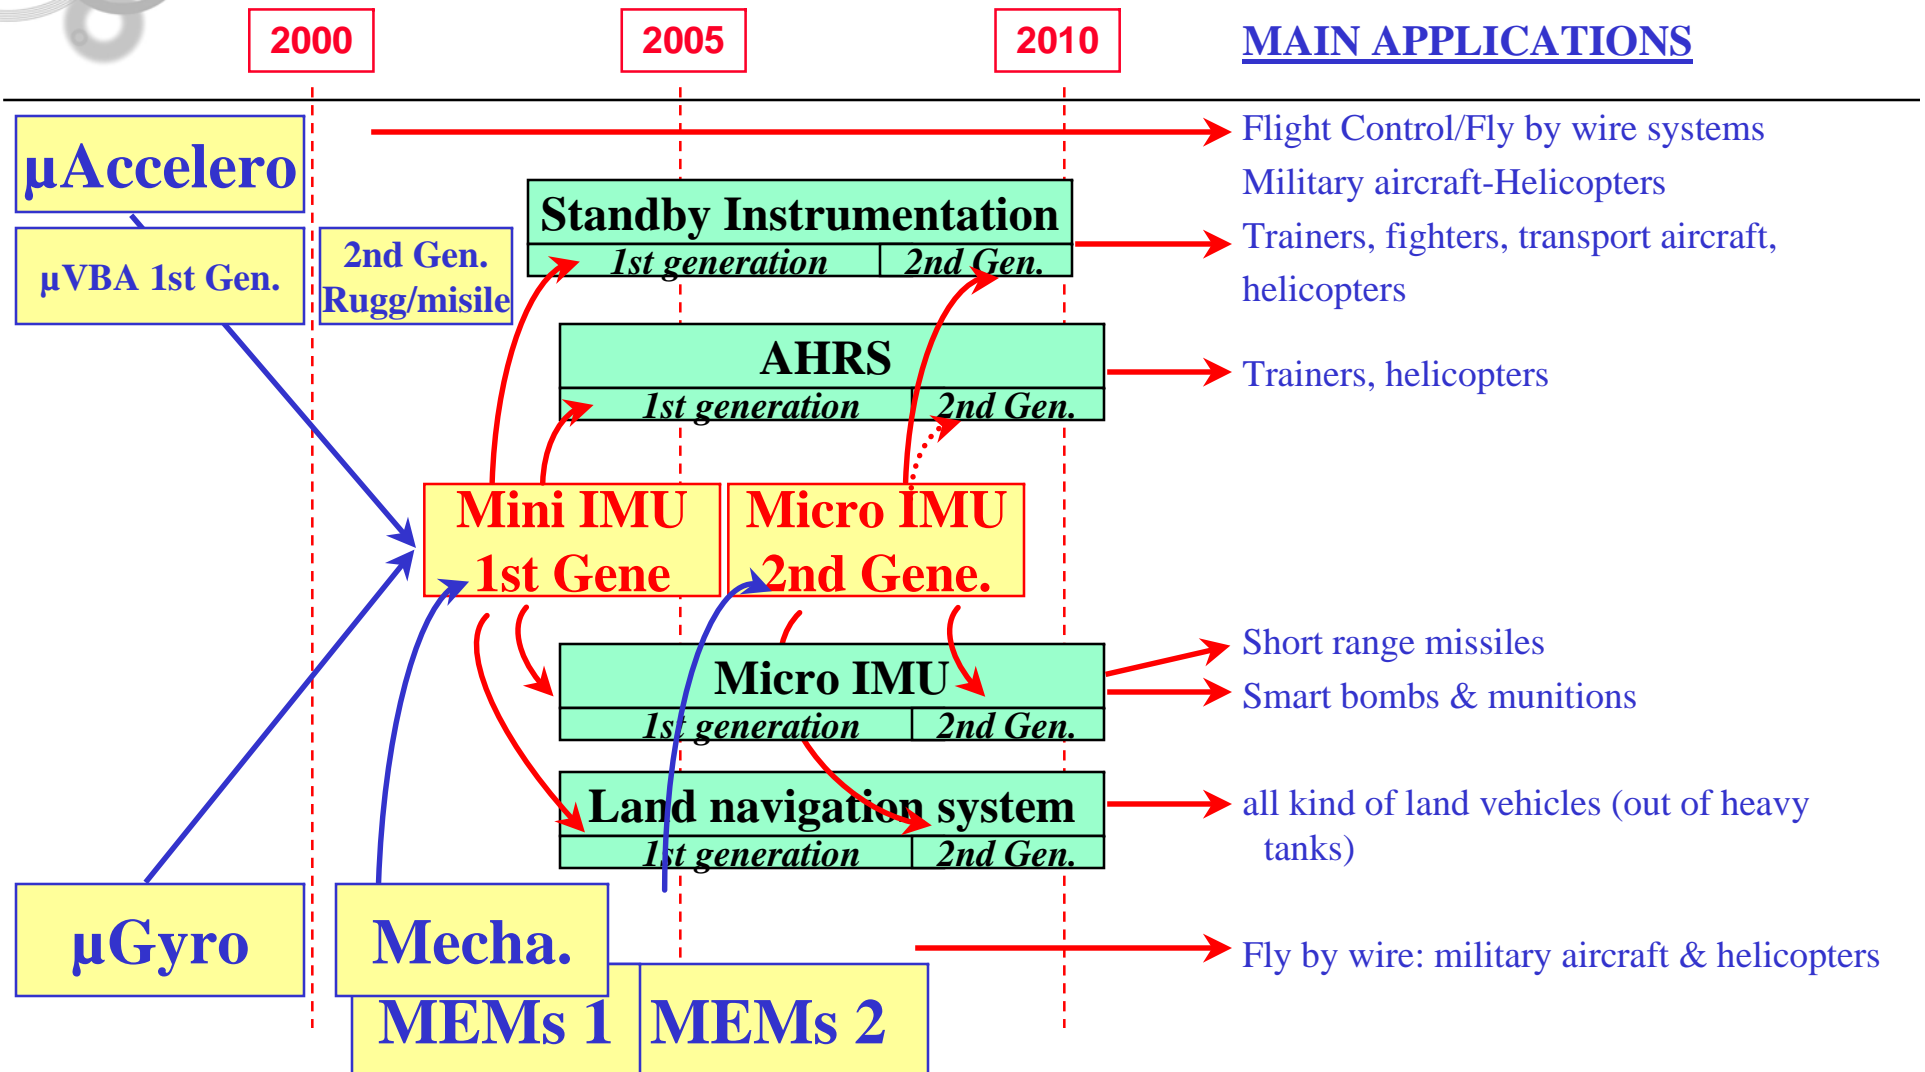 2000
2005
2010
MAIN APPLICATIONS
µAccelero
Flight Control/Fly by wire systems
Military aircraft-Helicopters
Standby Instrumentation
1st generation
2nd Gen.
Trainers, fighters, transport aircraft,
helicopters
µVBA 1st Gen.
2nd Gen.
Rugg/misile
AHRS
1st generation
2nd Gen.
Trainers, helicopters
Mini IMU
1st Gene
Micro IMU
2nd Gene.
Micro IMU
1st generation
2nd Gen.
Short range missiles
Smart bombs & munitions
Land navigation system
1st generation
2nd Gen.
all kind of land vehicles (out of heavy
tanks)
µGyro
Mecha.
MEMs 1
MEMs 2
Fly by wire: military aircraft & helicopters